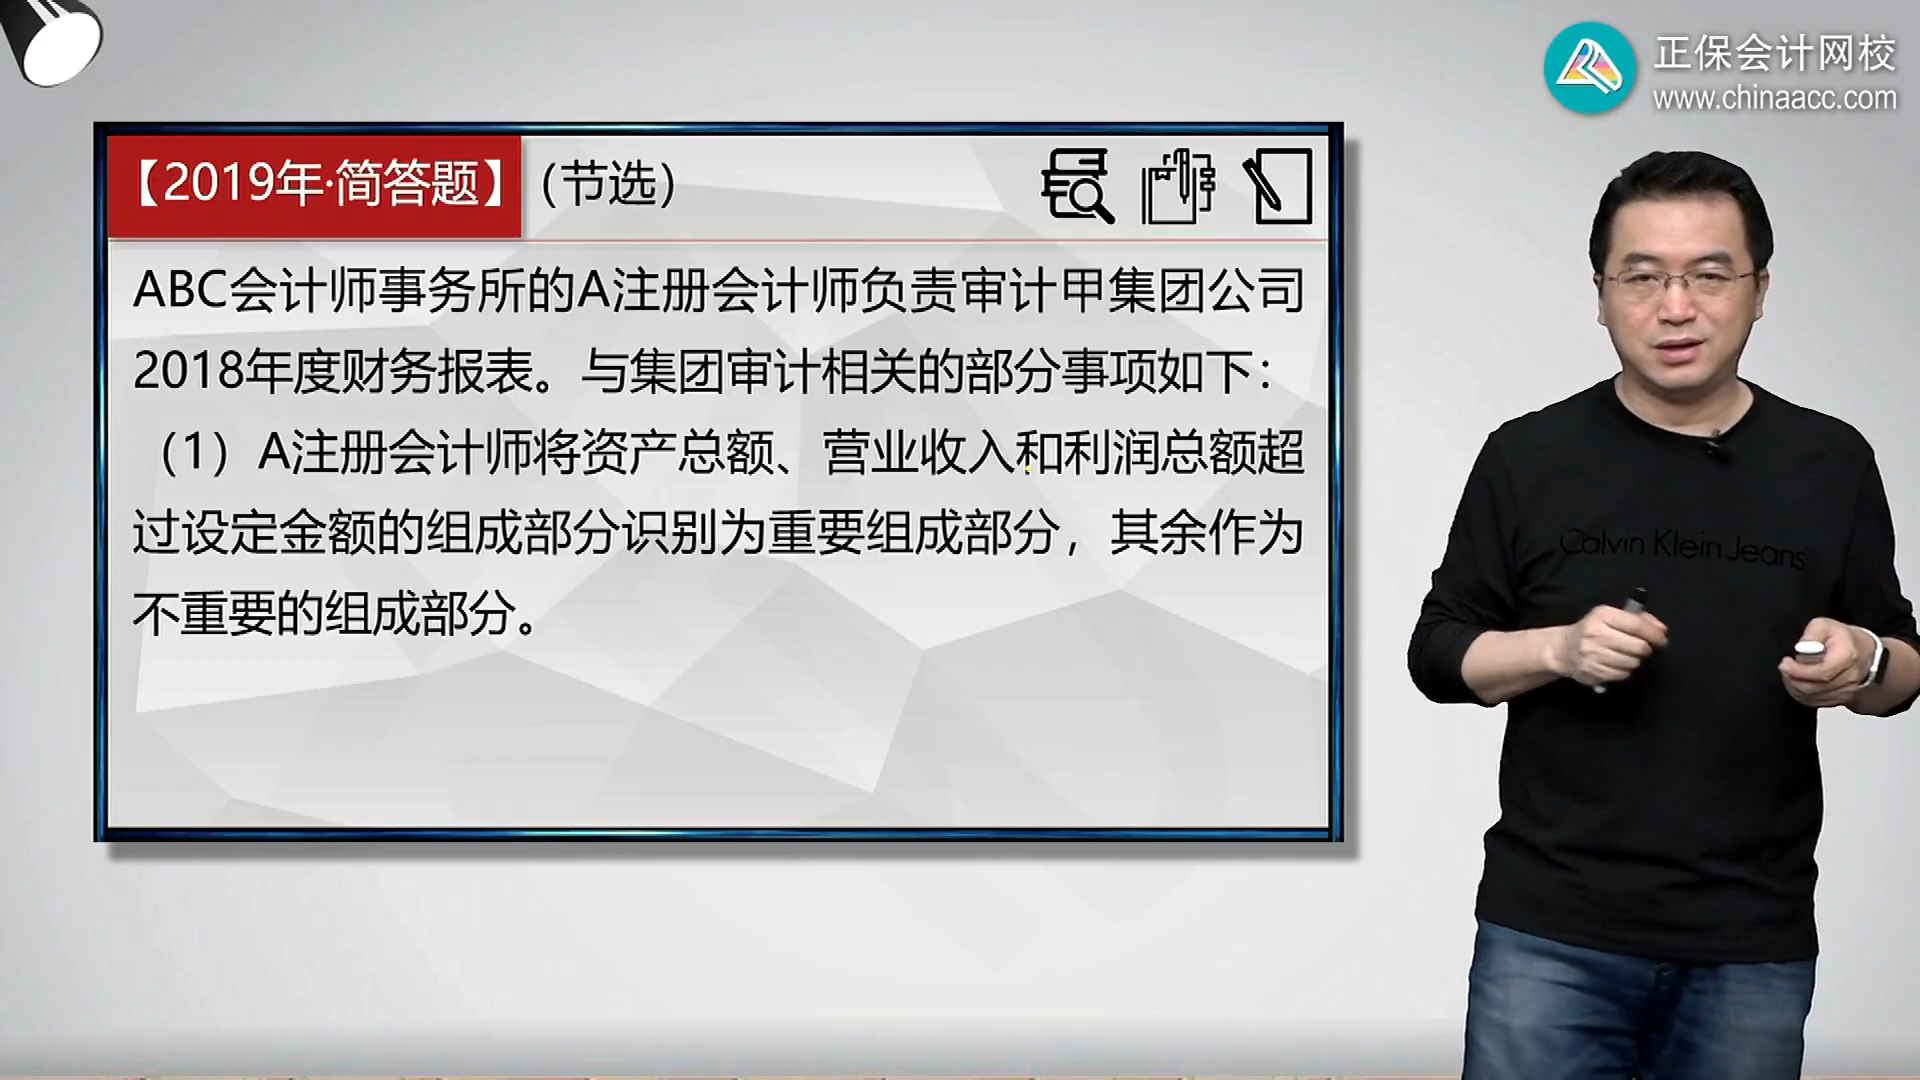 正保会计网校
www.chinaacc.com
【2019年·简答题】(节选)
ABC会计师事务所的A注册会计师负责审计甲集团公司
2018年度财务报表。与集团审计相关的部分事项如下：
（1）A注册会计师将资产总额、营业收入和利润总额超
过设定金额的组成部分识别为重要组成部分，其余作为
不重要的组成部分。
Calvin Klein Jeans